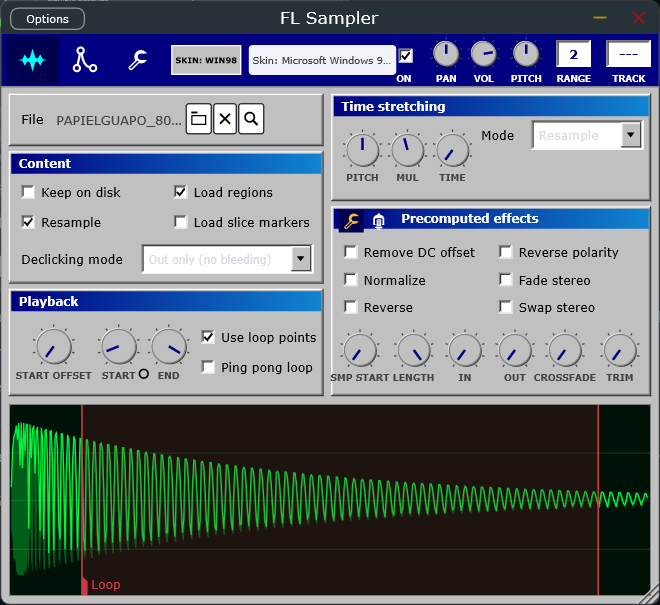 Options
FL Sampler
SKIN: WIN98
Skin: Microsoft Windows 9...
ON
PAN
VOL
PITCH
2
RANGE
---
TRACK
File
PAPIELGUAPO_80...
Content
Keep on disk
Load regions
Resample
Load slice markers
Declicking mode
Out only (no bleeding)
Playback
START OFFSET
START
END
Use loop points
Ping pong loop
Time stretching
PITCH
MUL
TIME
Mode
Resample
Precomputed effects
Remove DC offset
Reverse polarity
Normalize
Fade stereo
Reverse
Swap stereo
SMP START
LENGTH
IN
OUT
CROSSFADE
TRIM
Loop